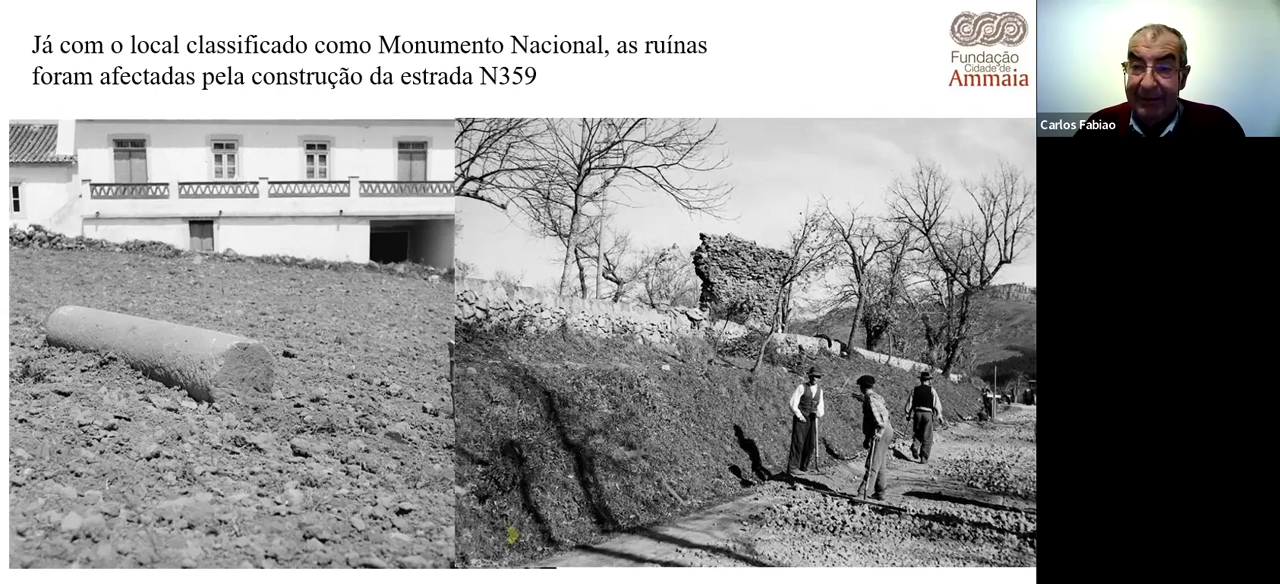 Já com o local classificado como Monumento Nacional, as ruínas
foram afectadas pela construção da estrada N359
Fundação
Cidade de
Ammaia
Carlos Fabiao